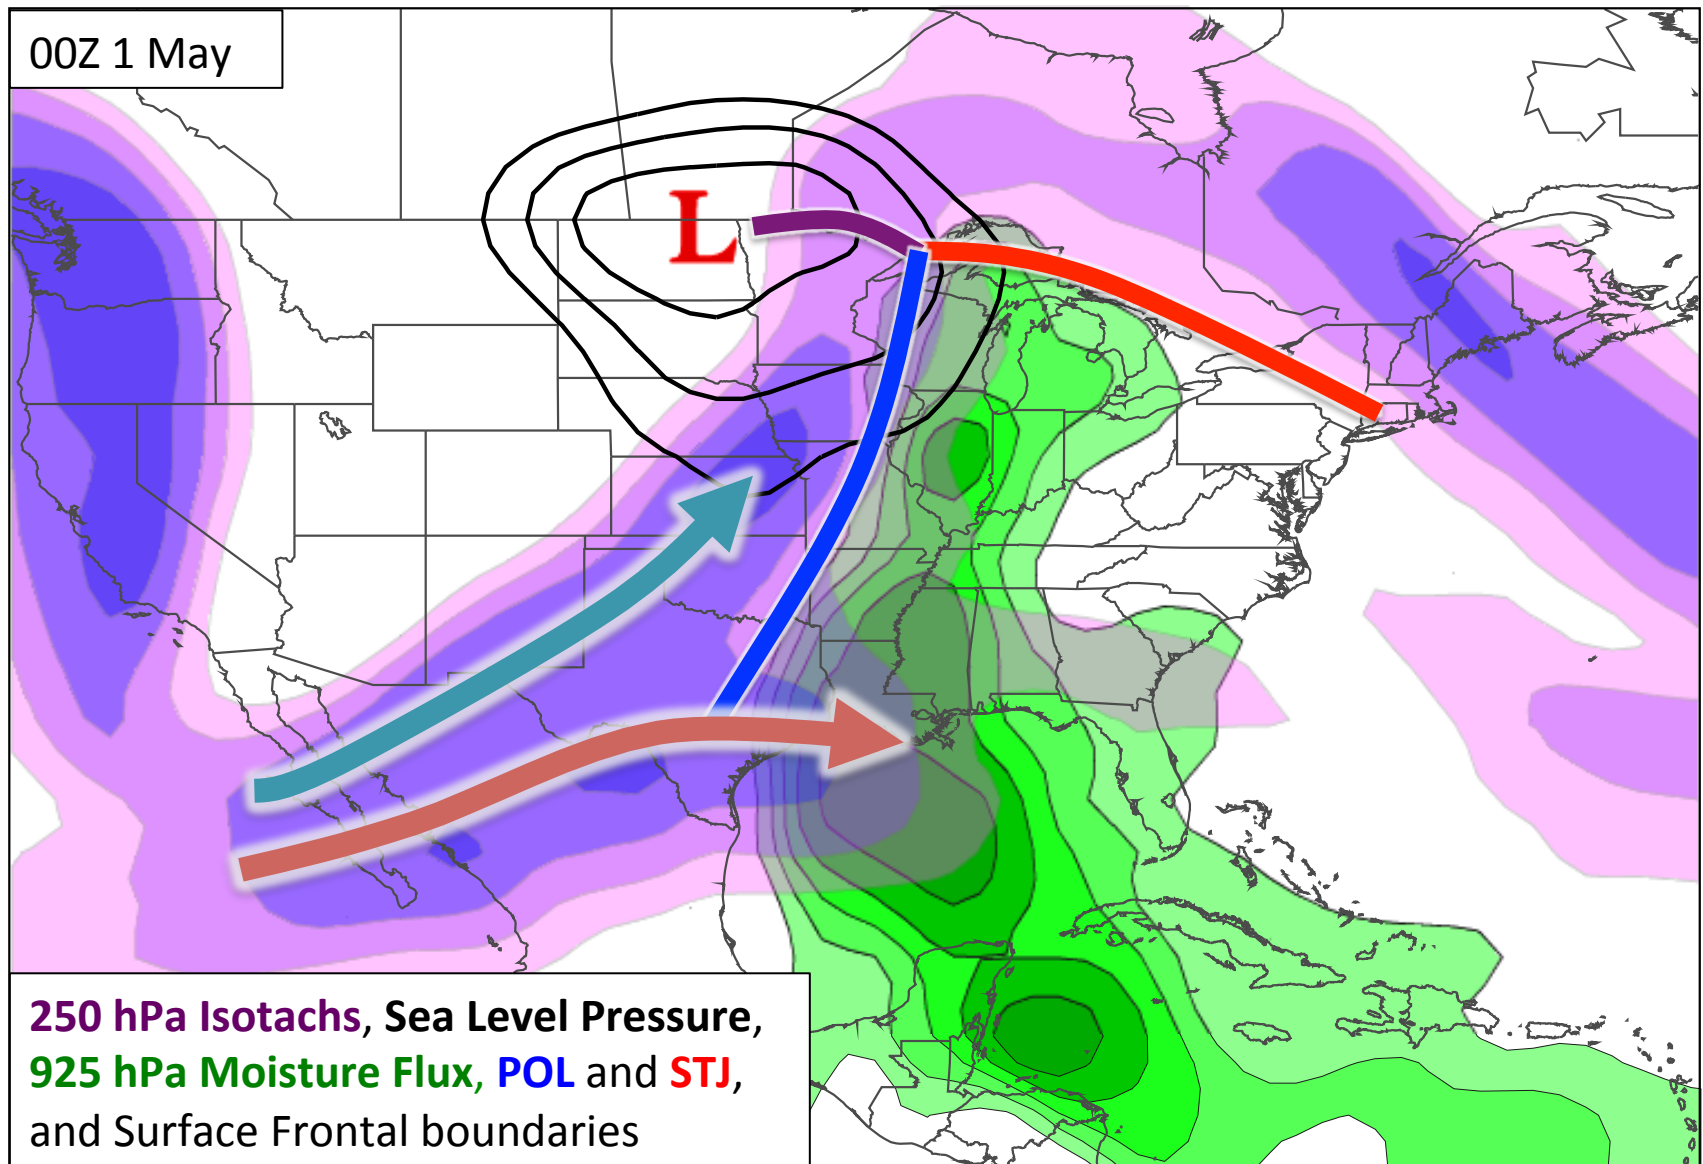 00Z 1 May
L
250 hPa Isotachs, Sea Level Pressure,
925 hPa Moisture Flux, POL and STJ,
and Surface Frontal boundaries